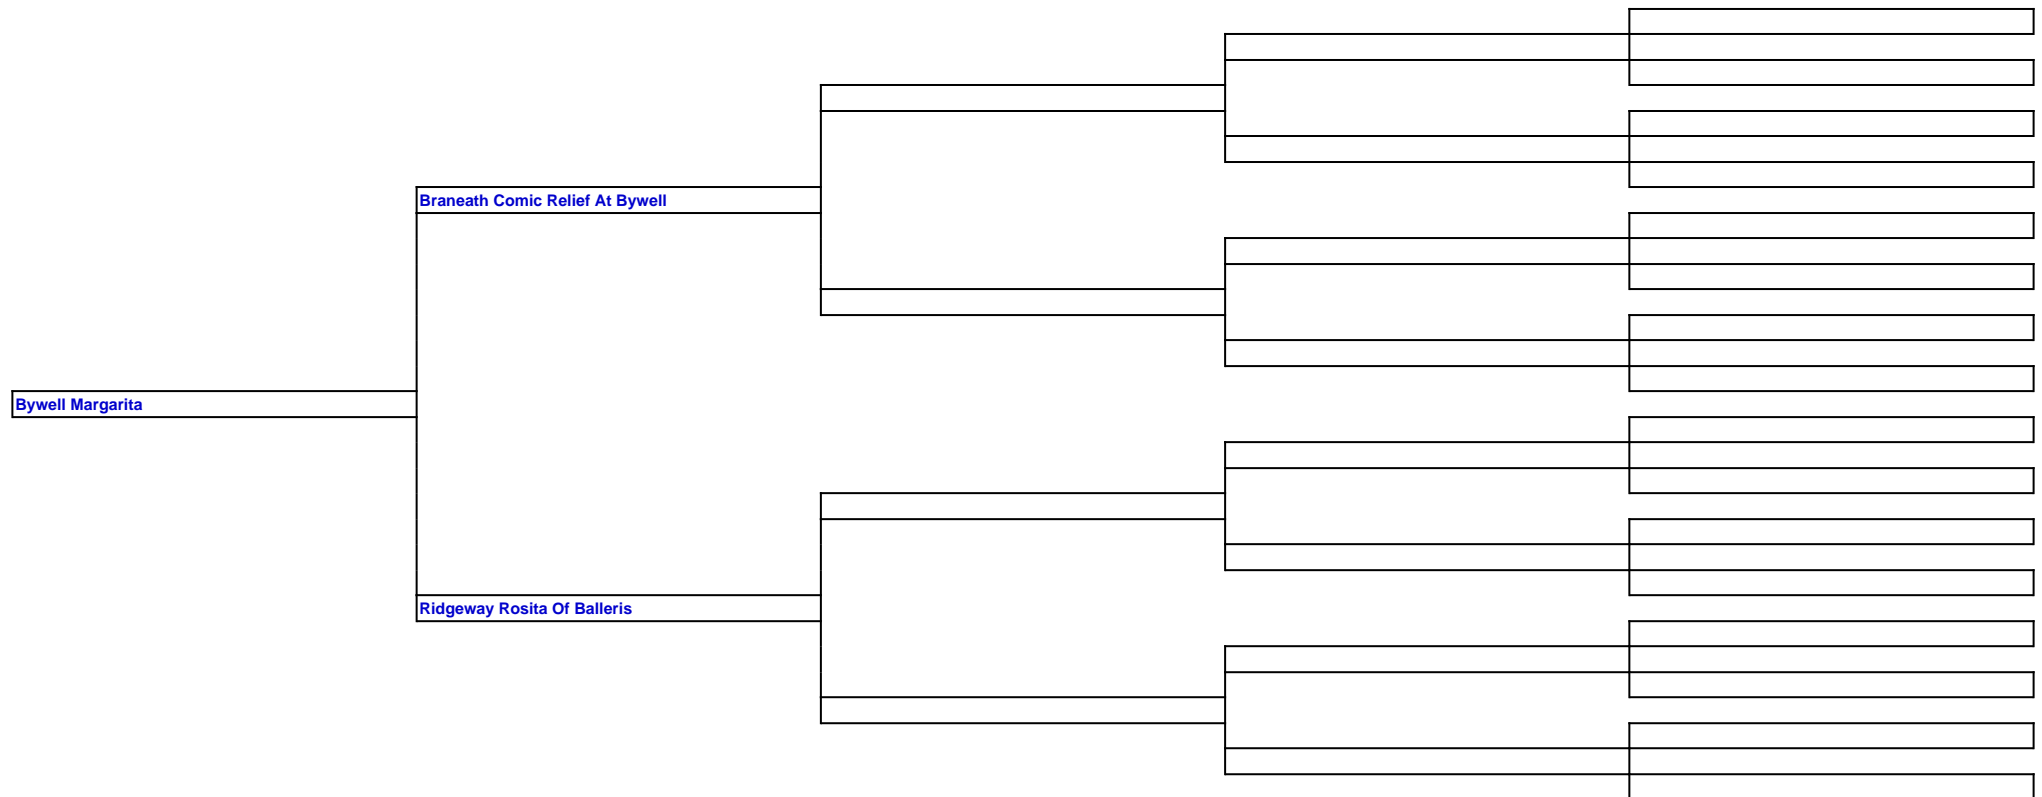 Braneath Comic Relief At Bywell
Bywell Margarita
Ridgeway Rosita Of Balleris